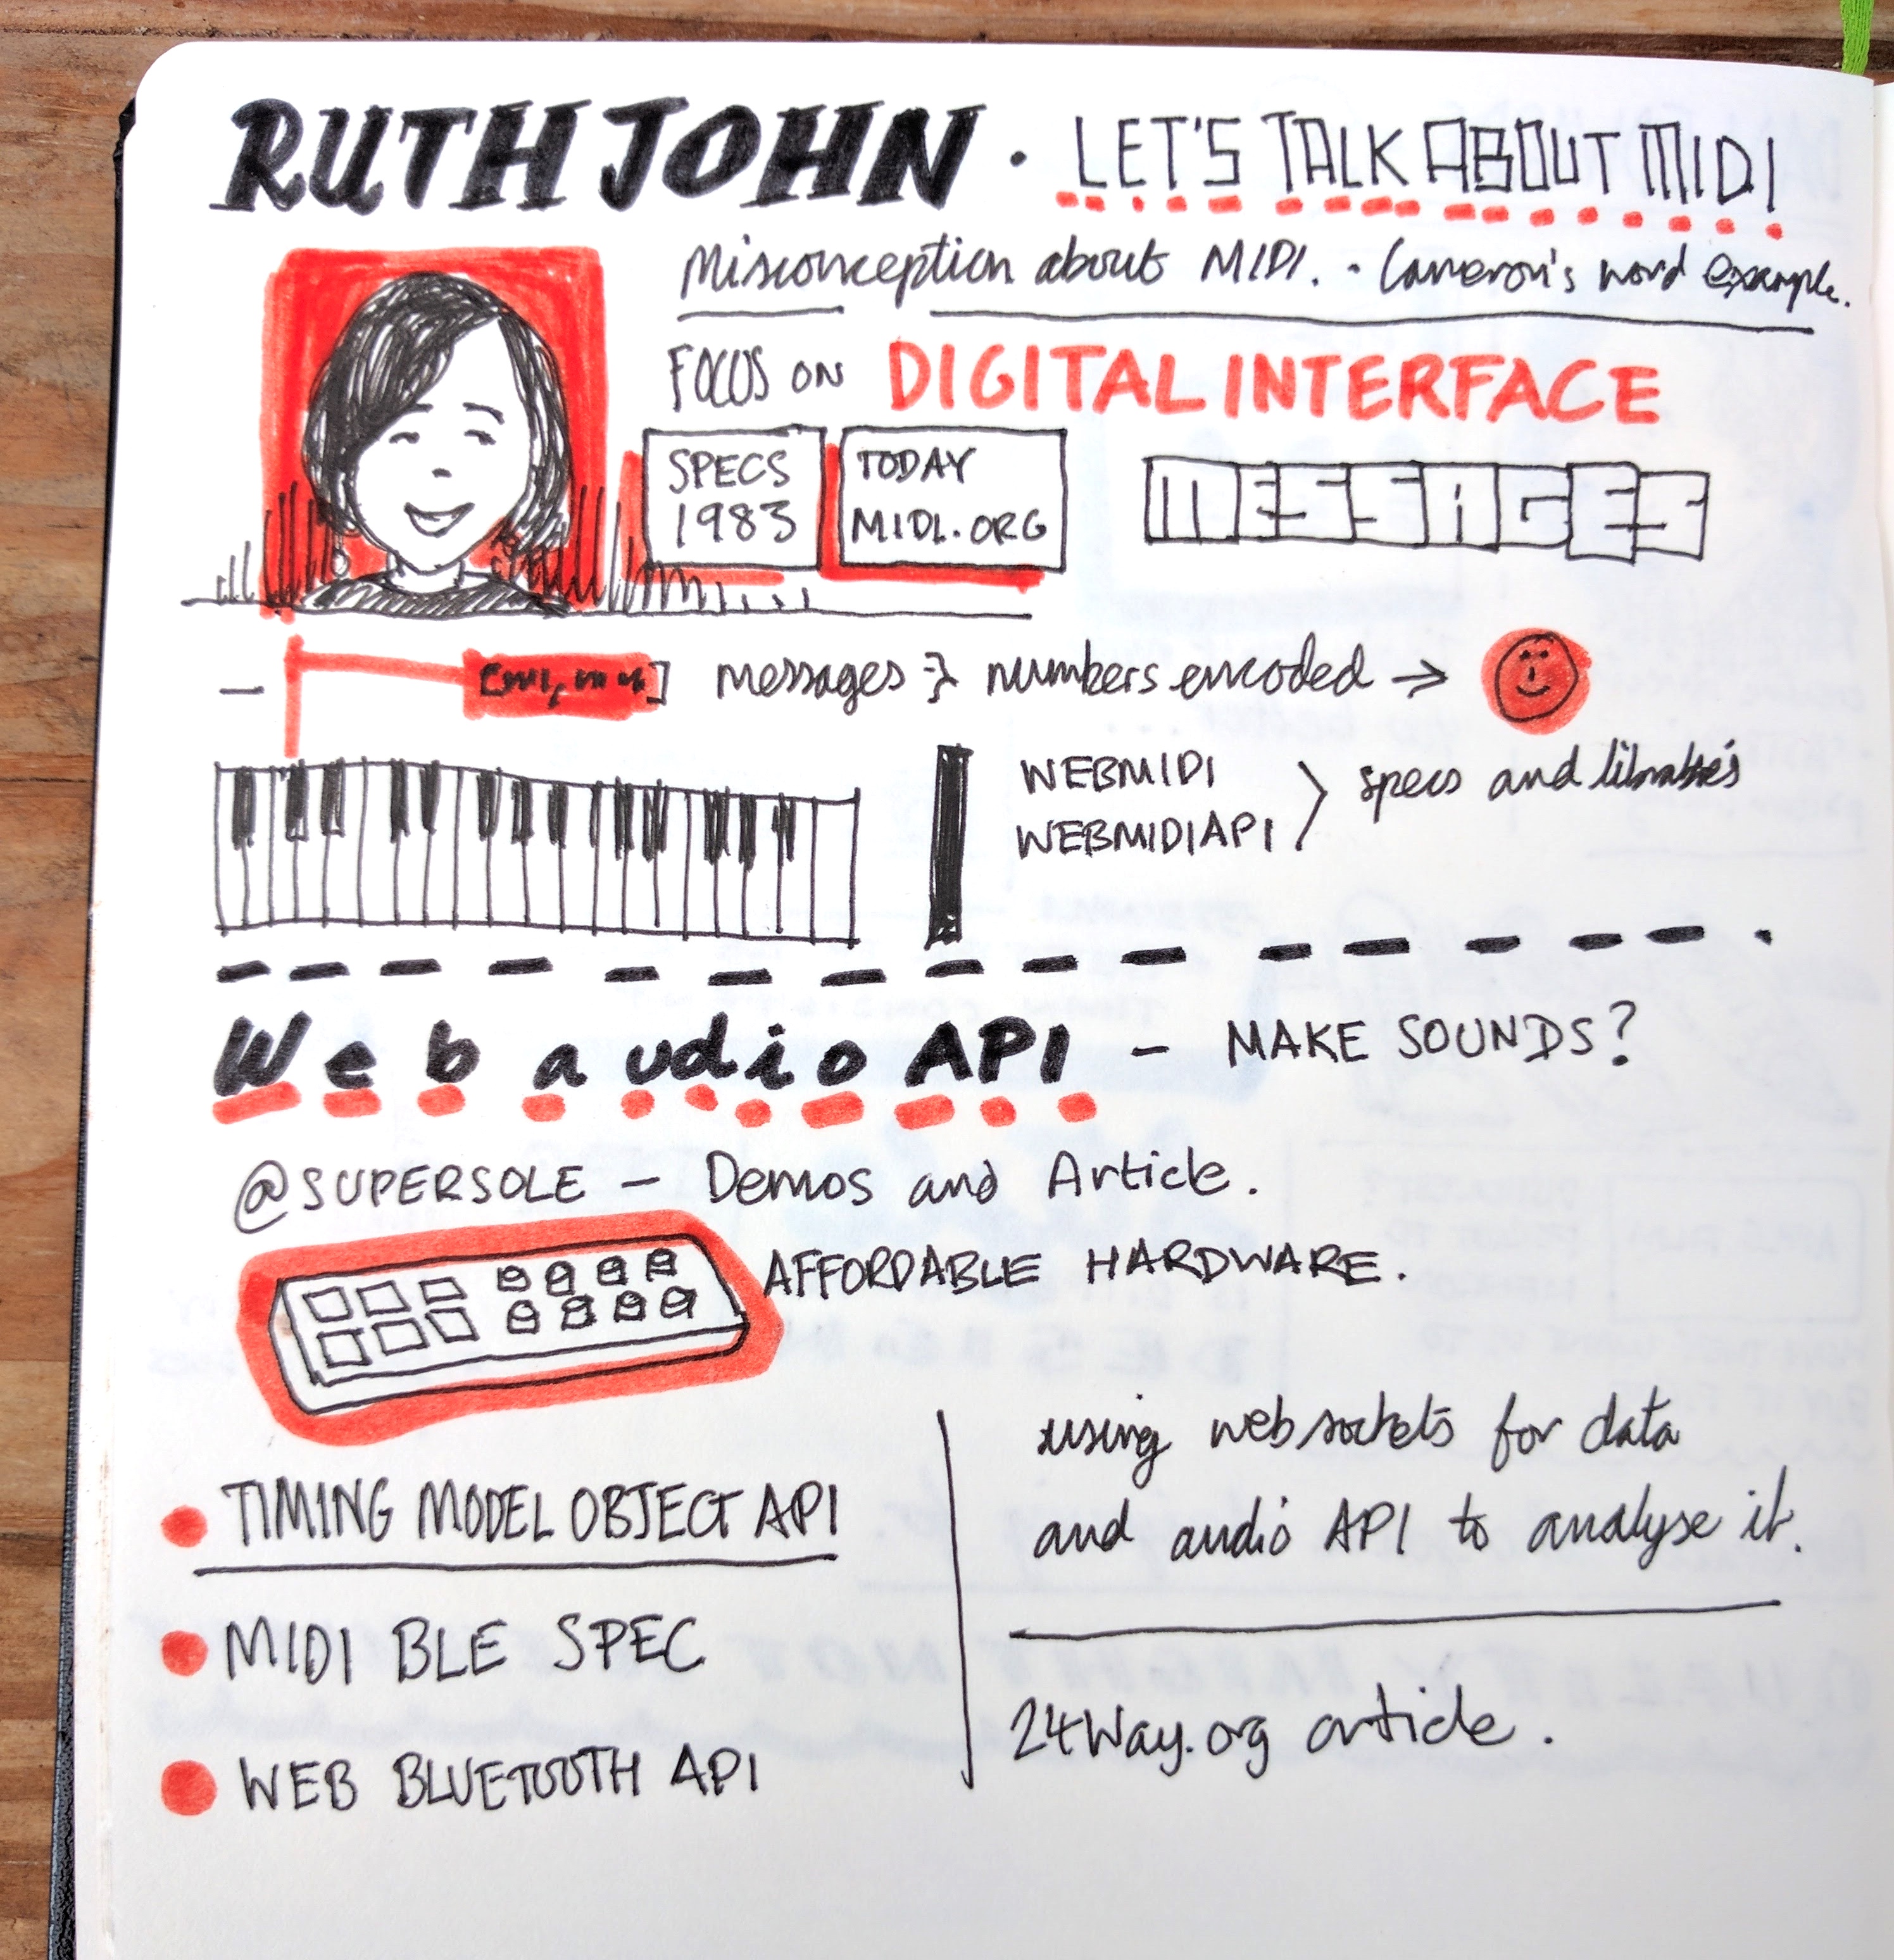 RUTH JOHN · LET'S TALK ABOUT MIDI
Misconception about MIDI. - Cameron's word example.
FOCUS ON DIGITAL INTERFACE
SPECS
1983
TODAY
MIDI.ORG
MESSAGES
messages numbers encoded →
WEBMIDI
WEBMIDIAPI
specs and libraries
Web audio API - MAKE SOUNDS?
@SUPERSOLE - Demos and Article.
AFFORDABLE HARDWARE.
TIMING MODEL OBJECT API
MIDI BLE SPEC
WEB BLUETOOTH API
using websockets for data
and audio API to analyse it.
24Way.org article.